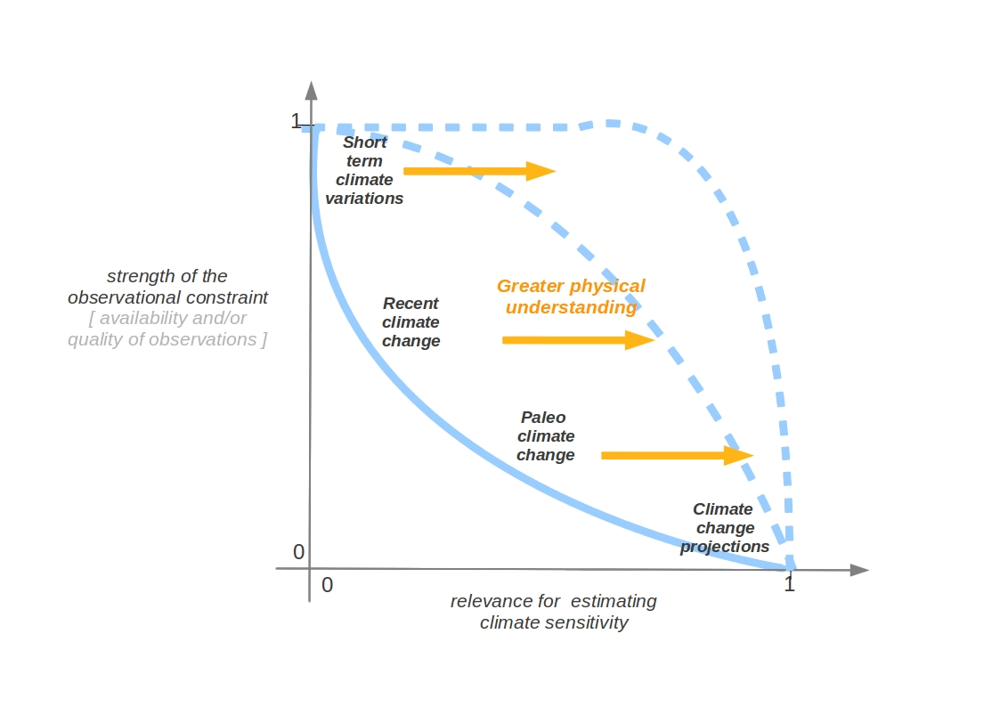 1
Short
term
climate
variations
strength of the
observational constraint
[ availability and/or
quality of observations ]
Greater physical
understanding
Recent
climate
change
Paleo
climate
change
Climate
change
projections
0
0
1
relevance for estimating
climate sensitivity